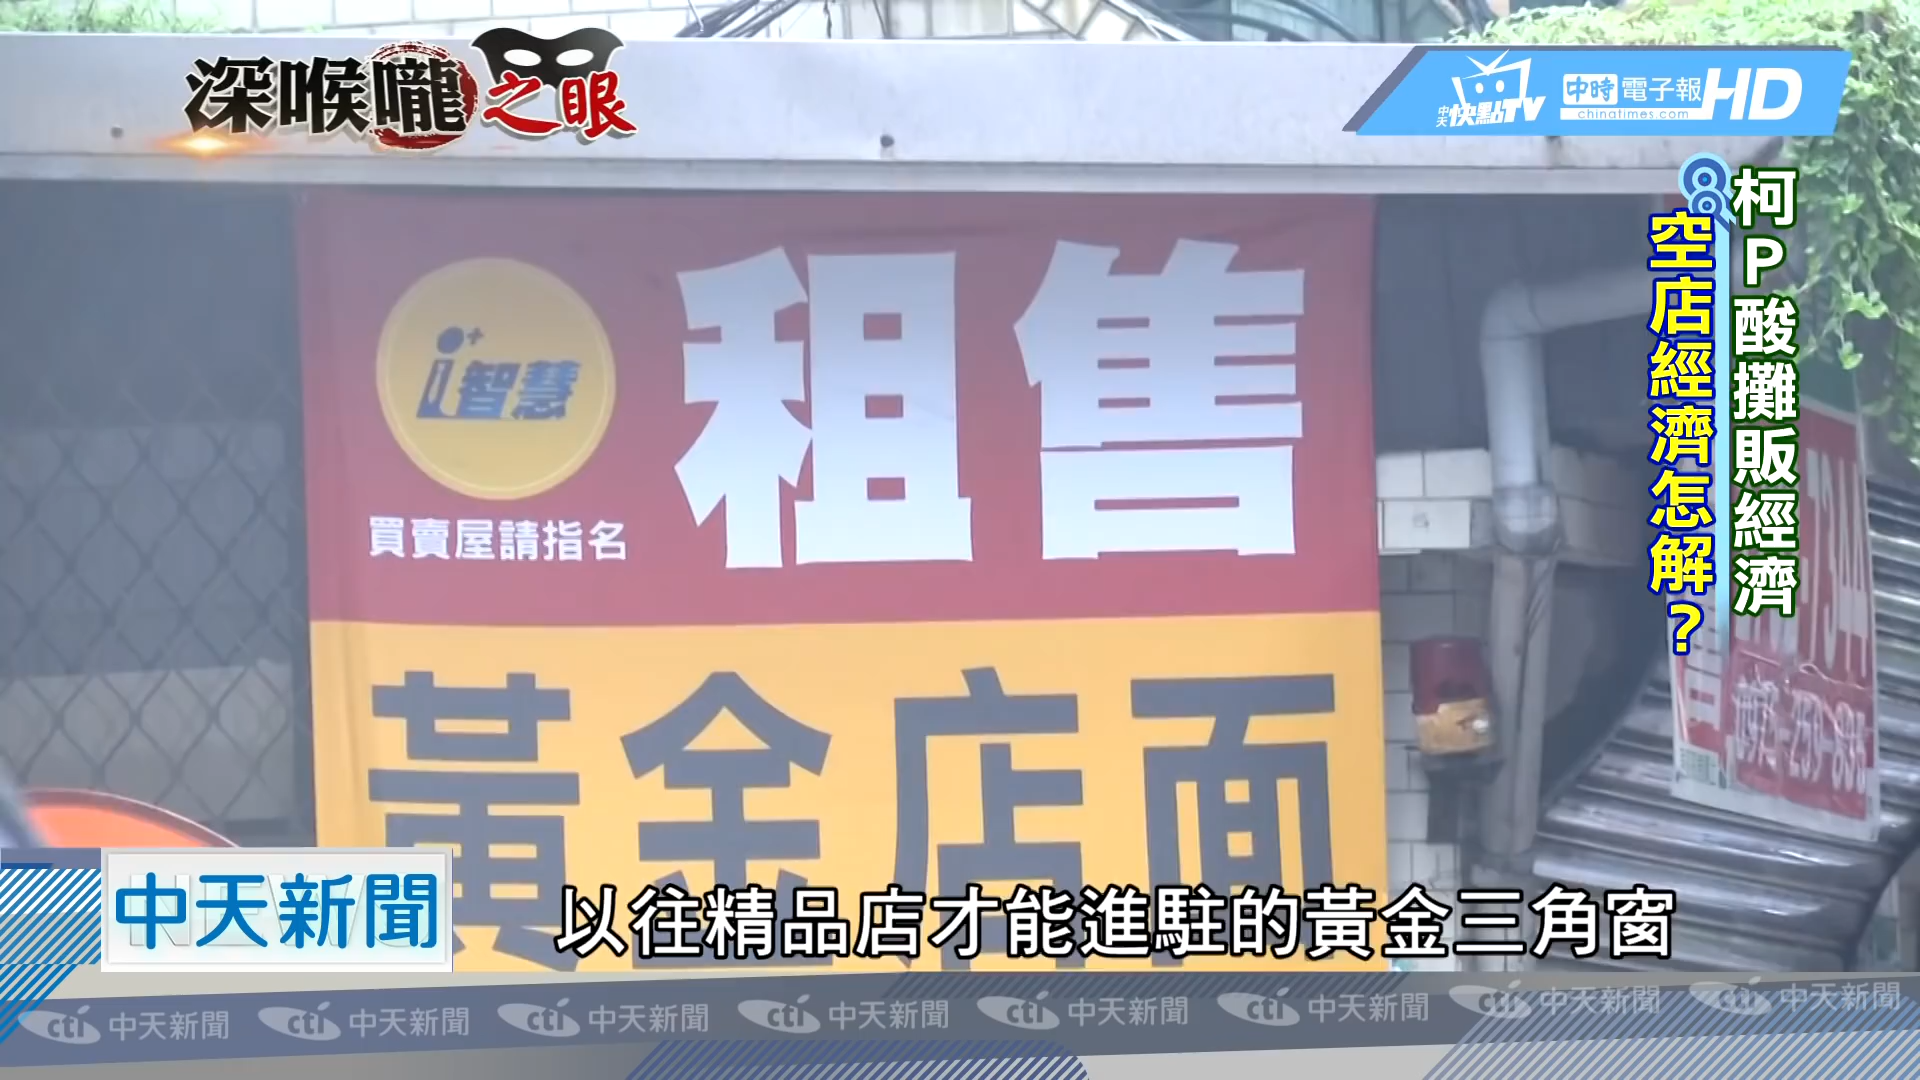 深喉嚨之眼
中天快點TV
中時電子報HD
chinatimes.com
柯P酸攤販經濟
空店經濟怎解？
i+智慧
租售
買賣屋請指名
黃金店面
中天新聞
以往精品店才能進駐的黃金三角窗
cti 中天新聞 cti 中天新聞 cti 中天新聞 cti 中天新聞 cti 中天新聞 cti 中天新聞 cti 中天新聞 cti 中天新聞